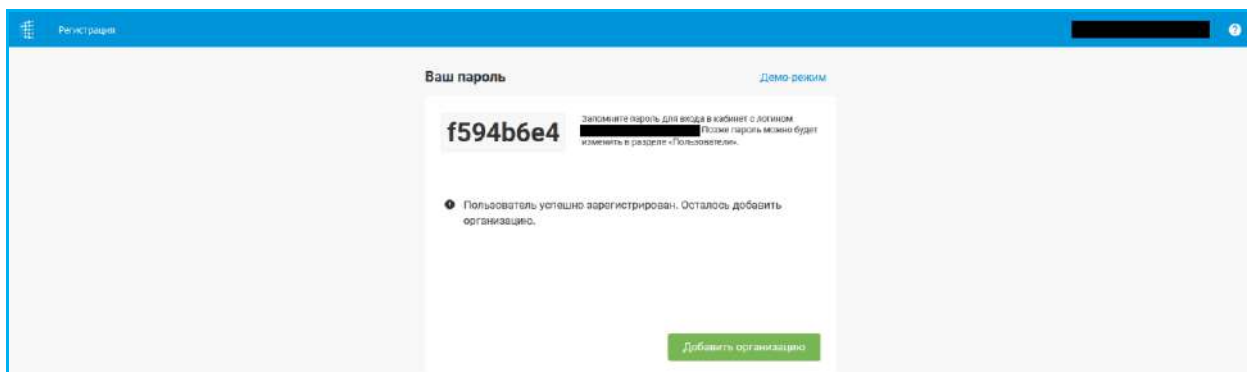 Регистрация
Ваш пароль
Демо-режим
f594b6e4
Запомните пароль для входа в кабинет с логином
Позже пароль можно будет
изменить в разделе «Пользователи».
Пользователь успешно зарегистрирован. Осталось добавить
организацию.
Добавить организацию